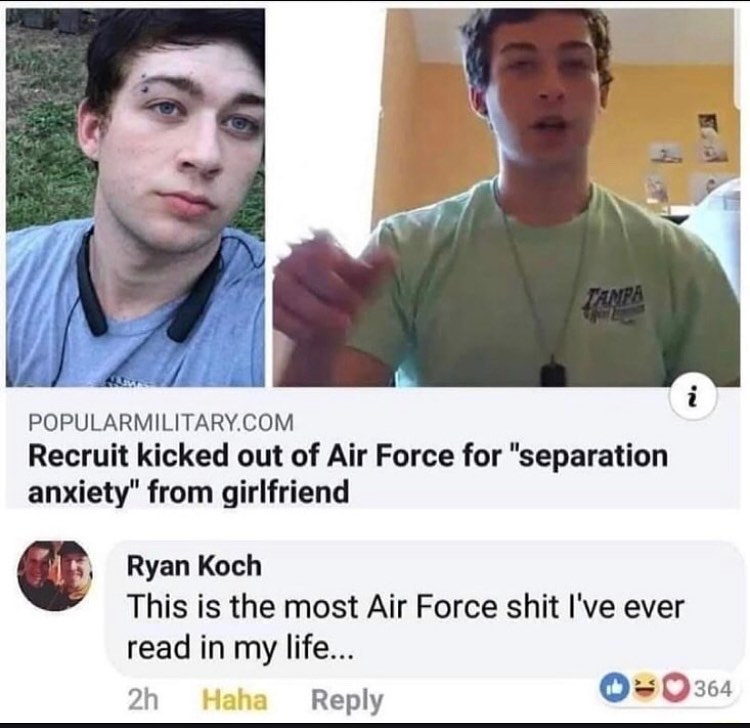 TAMPA
i
POPULARMILITARY.COM
Recruit kicked out of Air Force for "separation
anxiety" from girlfriend
Ryan Koch
This is the most Air Force shit I've ever
read in my life...
2h Haha Reply 364